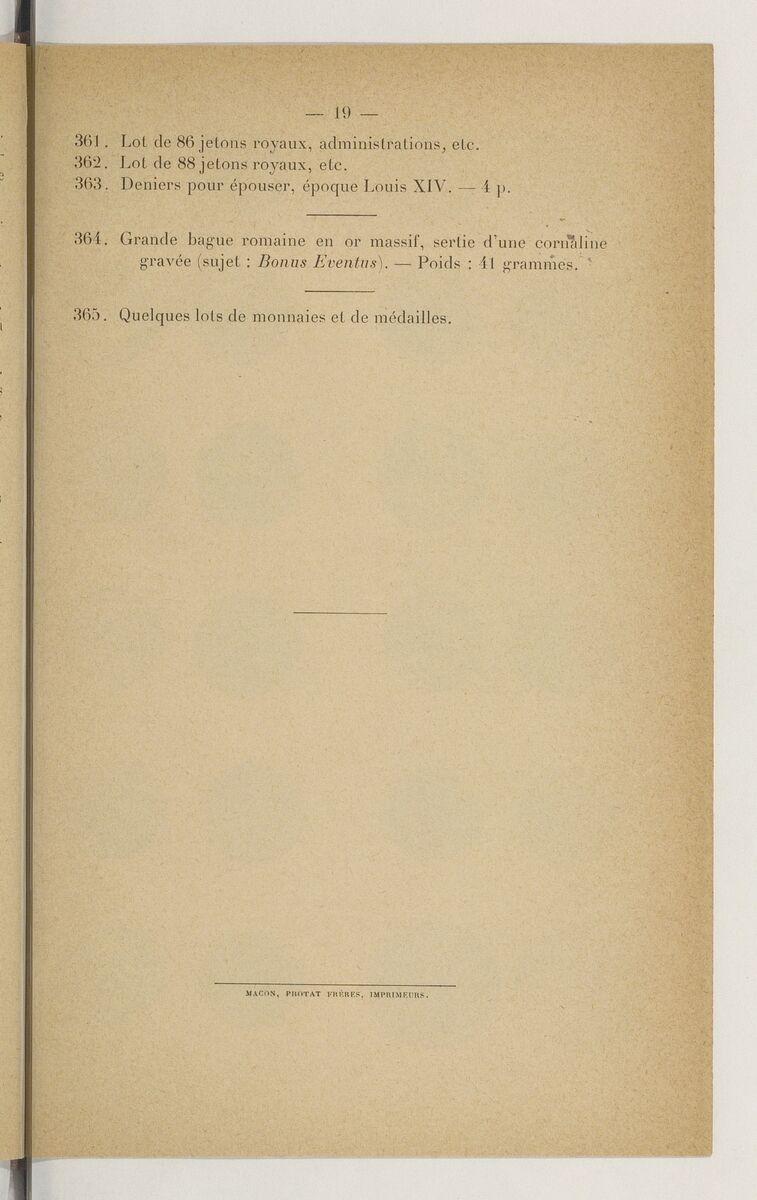 — 19 —
361. Lot de 86 jetons royaux, administrations, etc.
362. Lot de 88 jetons royaux, etc.
363. Deniers pour épouser, époque Louis XIV. — 4 p.
364. Grande bague romaine en or massif, sertie d'une cornaline
gravée (sujet : Bonus Eventus). — Poids : 41 grammes.
365. Quelques lots de monnaies et de médailles.
MACON, PROTAT FRÈRES, IMPRIMEURS.